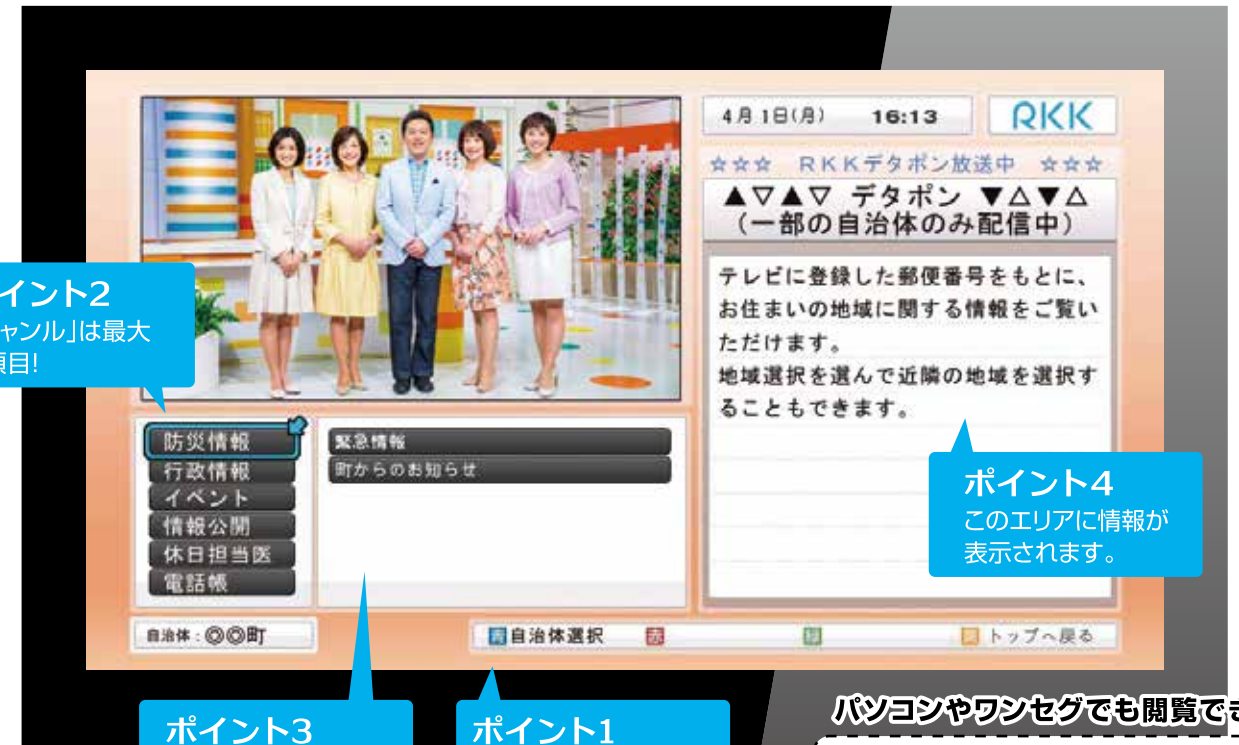 4月1日(月) 16:13
RKK
☆☆☆ RKKデタポン放送中 ☆☆☆
▲▽▲▽ デタポン ▼△▼△
(一部の自治体のみ配信中)
テレビに登録した郵便番号をもとに、
お住まいの地域に関する情報をご覧い
ただけます。
地域選択を選んで近隣の地域を選択す
ることもできます。
イント2
ャンル」は最大
項目!
防災情報
行政情報
イベント
情報公開
休日担当医
電話帳
緊急情報
町からのお知らせ
ポイント4
このエリアに情報が
表示されます。
自治体:◎◎町
青 自治体選択 赤 緑 黄 トップへ戻る
ポイント3
ポイント1
パソコンやワンセグでも閲覧でき